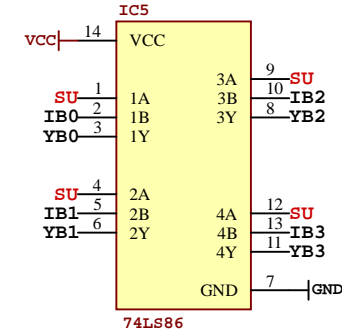 IC5
VCC 14 VCC
SU 1 1A
IB0 2 1B
YB0 3 1Y
SU 4 2A
IB1 5 2B
YB1 6 2Y
3A 9 SU
3B 10 IB2
3Y 8 YB2
4A 12 SU
4B 13 IB3
4Y 11 YB3
GND 7 GND
74LS86